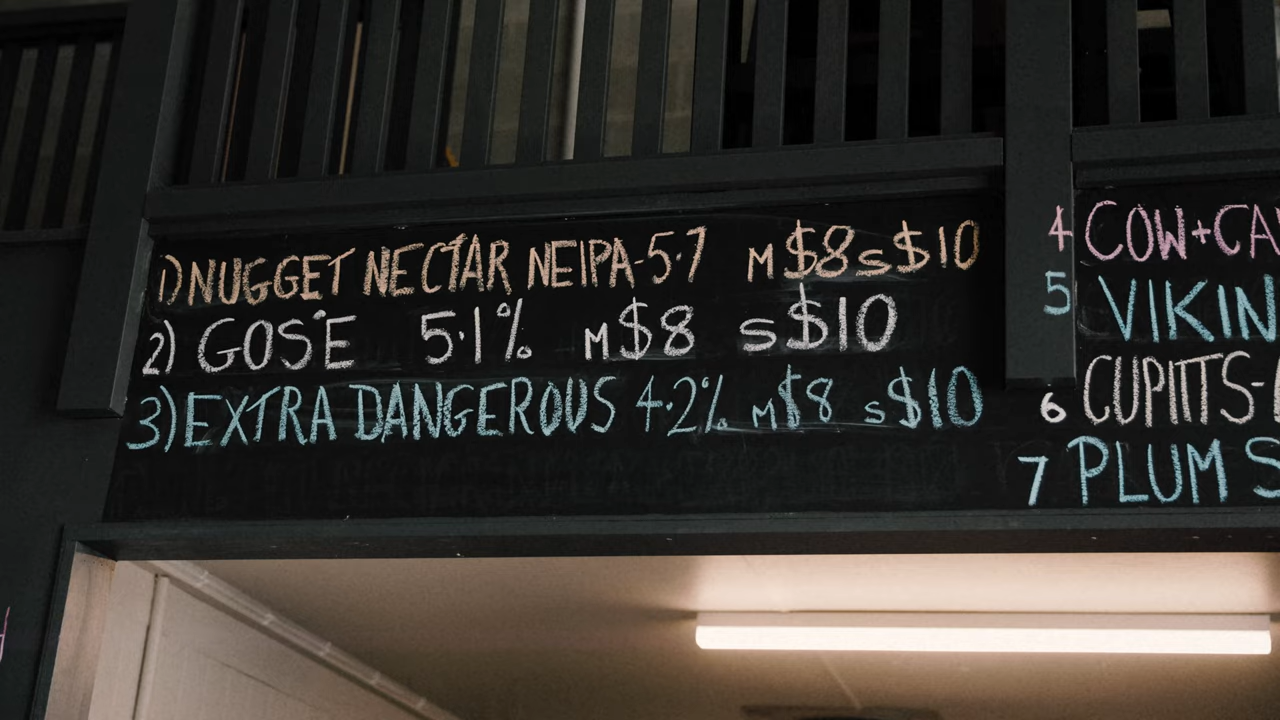 1) NUGGET NECTAR NEIPA-5.7 M$8 S$10
2) GOSE 5.1% M$8 S$10
3) EXTRA DANGEROUS 4.2% M$8 S$10
4 COW+CA
5 VIKIN
6 CUPITTS-
7 PLUM S